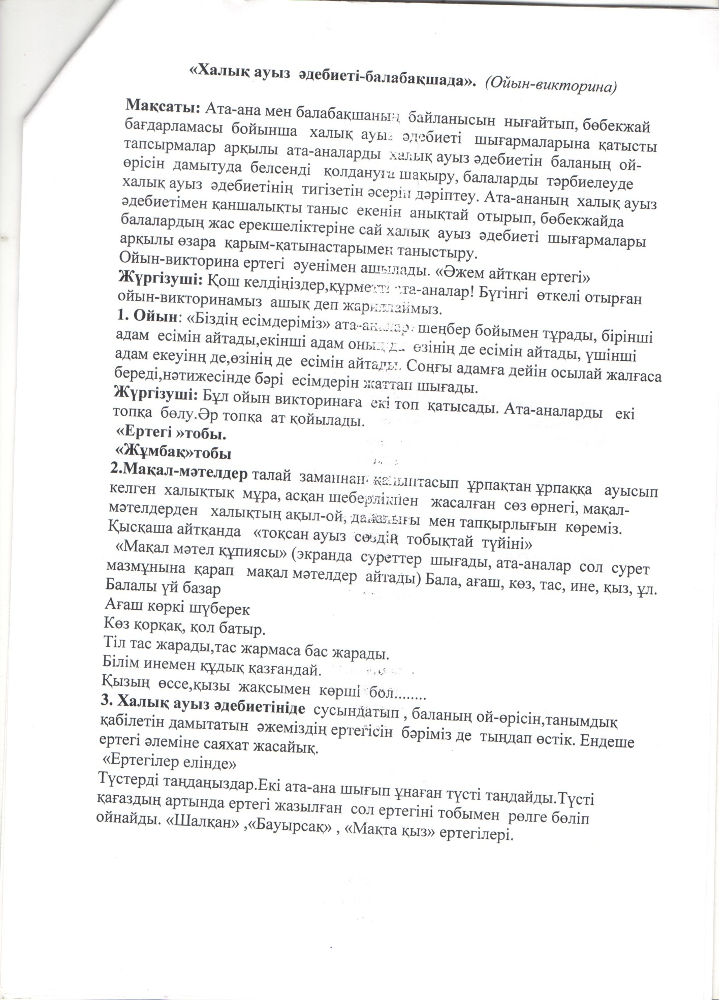 «Халық ауыз әдебиеті-балабақшада». (Ойын-викторина)
Мақсаты: Ата-ана мен балабақшаның байланысын нығайтып, бөбекжай
бағдарламасы бойынша халық ауыз әдебиеті шығармаларына қатысты
тапсырмалар арқылы ата-аналарды халық ауыз әдебиетін баланың ой-
өрісін дамытуда белсенді қолдануға шақыру, балаларды тәрбиелеуде
халық ауыз әдебиетінің тигізетін әсерін дәріптеу. Ата-ананың халық ауыз
әдебиетімен қаншалықты таныс екенін анықтай отырып, бөбекжайда
балалардың жас ерекшеліктеріне сай халық ауыз әдебиеті шығармалары
арқылы өзара қарым-қатынастарымен таныстыру.
Ойын-викторина ертегі әуенімен ашылады. «Әжем айтқан ертегі»
Жүргізуші: Қош келдіңіздер,құрметті ата-аналар! Бүгінгі өткелі отырған
ойын-викторинамыз ашық деп жариялаймыз.
1. Ойын: «Біздің есімдеріміз» ата-аналар шеңбер бойымен тұрады, бірінші
адам есімін айтады,екінші адам оның да өзінің де есімін айтады, үшінші
адам екеуінң де,өзінің де есімін айтады. Соңғы адамға дейін осылай жалғаса
береді,нәтижесінде бәрі есімдерін жаттап шығады.
Жүргізуші: Бұл ойын викторинаға екі топ қатысады. Ата-аналарды екі
топқа бөлу.Әр топқа ат қойылады.
«Ертегі »тобы.
«Жұмбақ»тобы
2.Мақал-мәтелдер талай заманнан қалыптасып ұрпақтан ұрпаққа ауысып
келген халықтық мұра, асқан шеберлікпен жасалған сөз өрнегі, мақал-
мәтелдерден халықтың ақыл-ой, даналығы мен тапқырлығын көреміз.
Қысқаша айтқанда «тоқсан ауыз сөздің тобықтай түйіні»
«Мақал мәтел құпиясы» (экранда суреттер шығады, ата-аналар сол сурет
мазмұнына қарап мақал мәтелдер айтады) Бала, ағаш, көз, тас, ине, қыз, ұл.
Балалы үй базар
Ағаш көркі шүберек
Көз қорқақ, қол батыр.
Тіл тас жарады,тас жармаса бас жарады.
Білім инемен құдық қазғандай.
Қызың өссе,қызы жақсымен көрші бол........
3. Халық ауыз әдебиетініде сусындатып , баланың ой-өрісін,танымдық
қабілетін дамытатын әжеміздің ертегісін бәріміз де тыңдап өстік. Ендеше
ертегі әлеміне саяхат жасайық.
«Ертегілер елінде»
Түстерді таңдаңыздар.Екі ата-ана шығып ұнаған түсті таңдайды.Түсті
қағаздың артында ертегі жазылған сол ертегіні тобымен рөлге бөліп
ойнайды. «Шалқан» ,«Бауырсақ» , «Мақта қыз» ертегілері.